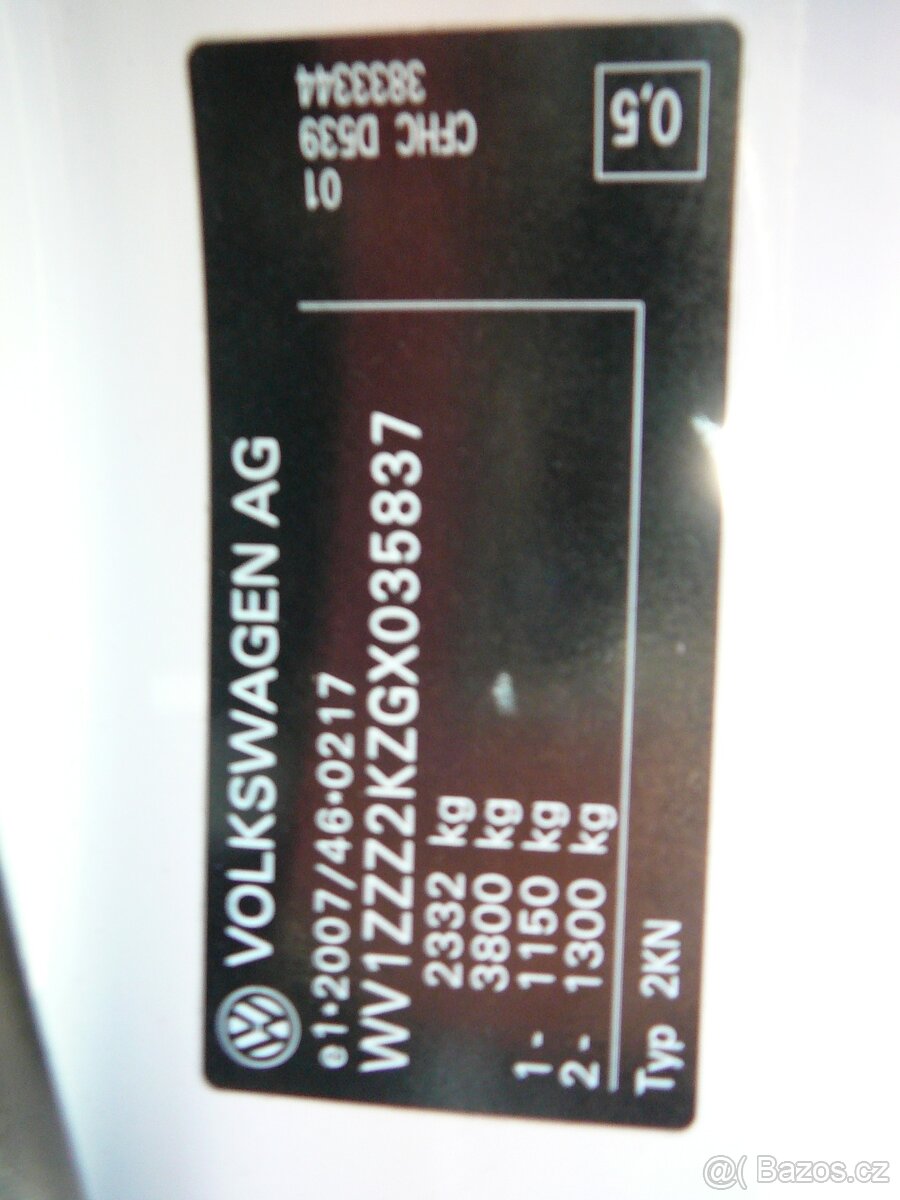 VOLKSWAGEN AG
e1*2007/46*0217
WV1ZZZ2KZGX035837
2332 kg
3800 kg
1- 1150 kg
2- 1300 kg
Typ 2KN
01
CFHC D539
3833344
0,5
@( Bazos.cz